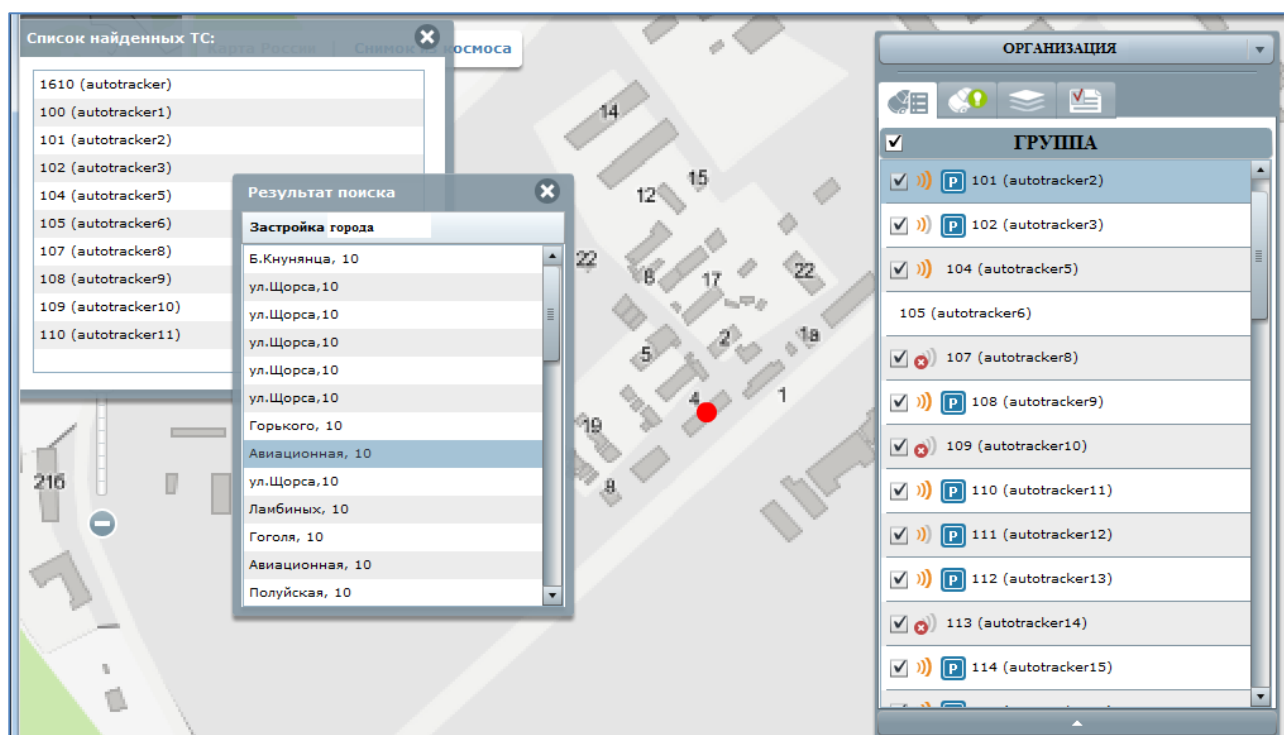 Список найденных ТС:
Карта России | Снимок из космоса
1610 (autotracker)
100 (autotracker1)
101 (autotracker2)
102 (autotracker3)
104 (autotracker5)
105 (autotracker6)
107 (autotracker8)
108 (autotracker9)
109 (autotracker10)
110 (autotracker11)
Результат поиска
Застройка города
Б.Кнунянца, 10
ул.Щорса,10
ул.Щорса,10
ул.Щорса,10
ул.Щорса,10
ул.Щорса,10
Горького, 10
Авиационная, 10
ул.Щорса,10
Ламбиных, 10
Гоголя, 10
Авиационная, 10
Полуйская, 10
14
15
12
22
17
22
2
1а
5
4
1
19
216
ОРГАНИЗАЦИЯ
ГРУППА
P 101 (autotracker2)
P 102 (autotracker3)
104 (autotracker5)
105 (autotracker6)
107 (autotracker8)
P 108 (autotracker9)
109 (autotracker10)
P 110 (autotracker11)
P 111 (autotracker12)
P 112 (autotracker13)
113 (autotracker14)
P 114 (autotracker15)